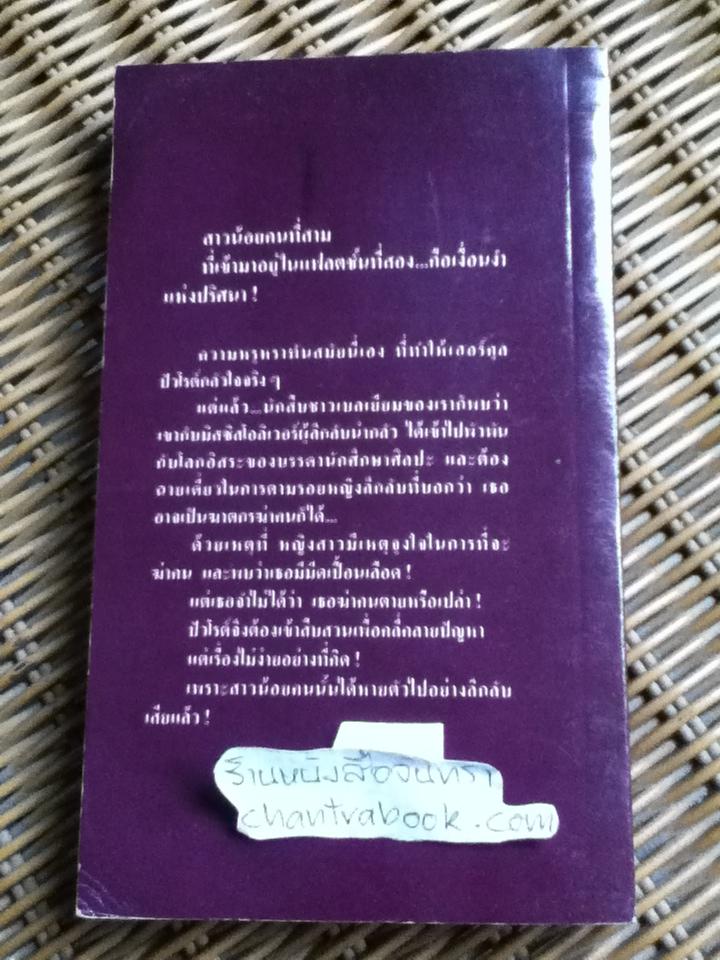 สาวน้อยคนที่สาม
ที่เข้ามาอยู่ในแฟลตชั้นที่สอง...คือเงื่อนงำ
แห่งปริศนา!
ความหรูหราทันสมัยนี่เอง ที่ทำให้เฮอร์คูล
ปัวโรต์กลัวใจจริง ๆ
แต่แล้ว...นักสืบชาวเบลเยียมของเราก็พบว่า
เขากับมิสซิสโอลิเวอร์ผู้ลึกลับน่ากลัว ได้เข้าไปพัวพัน
กับโลกอิสระของบรรดานักศึกษาศิลปะ และต้อง
ฉายเดี่ยวในการตามรอยหญิงลึกลับที่บอกว่า เธอ
อาจเป็นฆาตกรฆ่าคนก็ได้...
ด้วยเหตุที่ หญิงสาวมีเหตุจูงใจในการที่จะ
ฆ่าคน และพบว่าเธอมีมีดเปื้อนเลือด!
แต่เธอจำไม่ได้ว่า เธอฆ่าคนตายหรือเปล่า!
ปัวโรต์จึงต้องเข้าสืบสวนเพื่อคลี่คลายปัญหา
แต่เรื่องไม่ง่ายอย่างที่คิด!
เพราะสาวน้อยคนนั้นได้หายตัวไปอย่างลึกลับ
เสียแล้ว!
ร้านหนังสือจันทรา
chantrabook.com